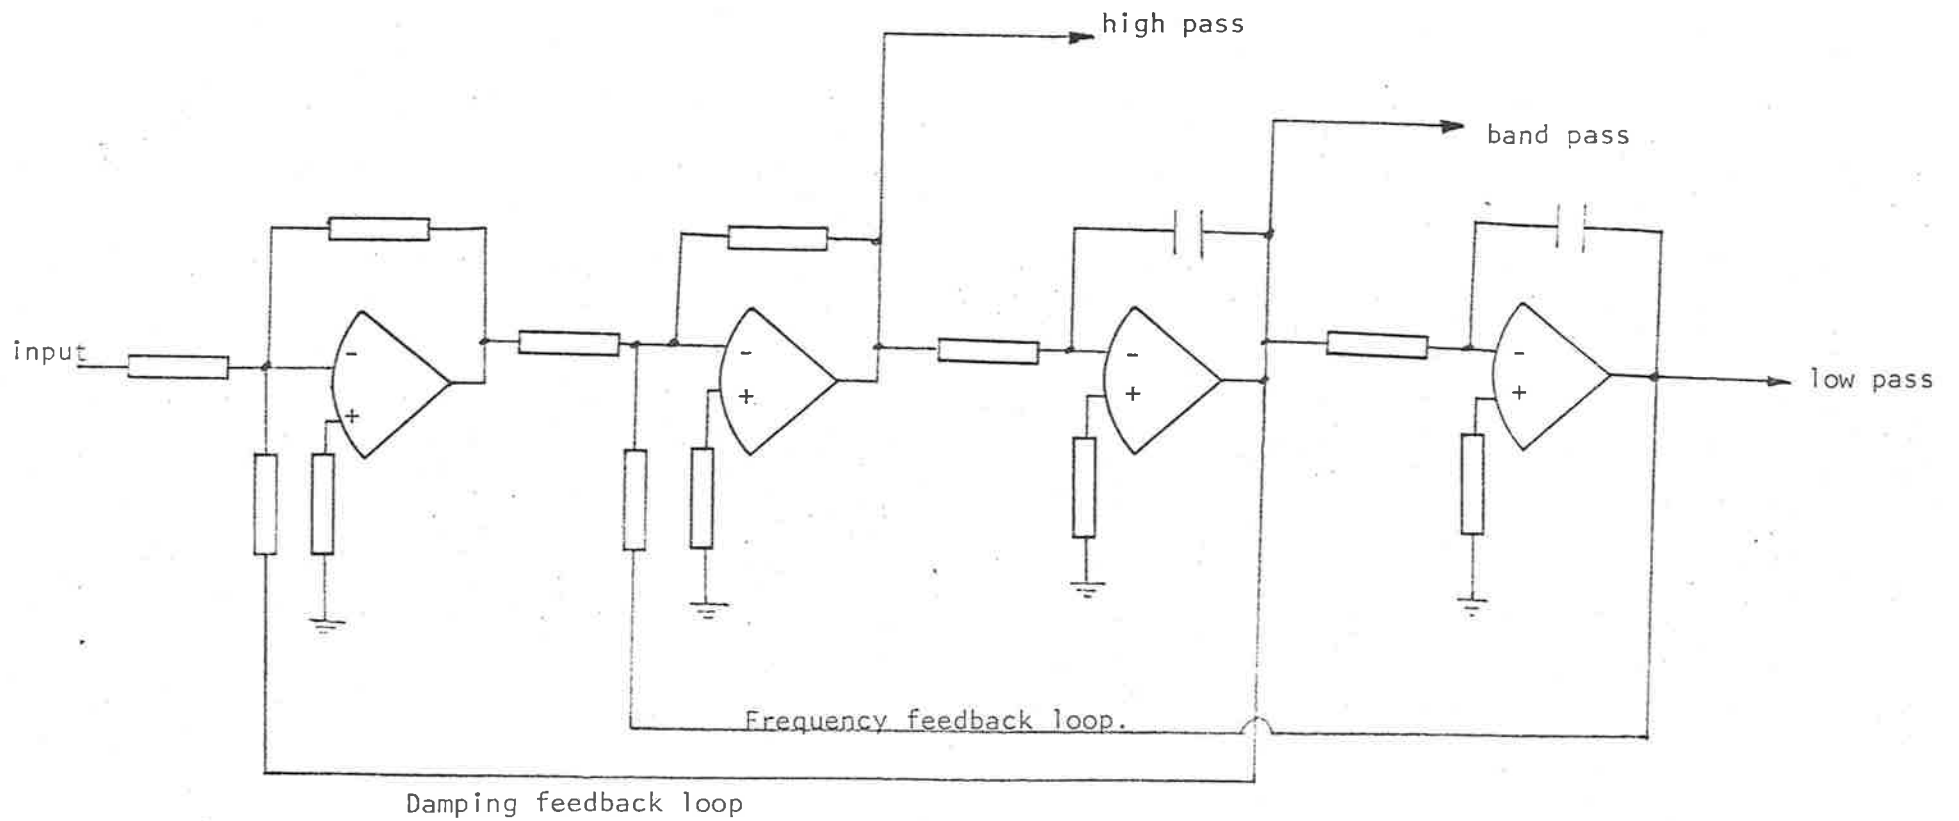 high pass
band pass
input
-
+
-
+
-
+
-
+
low pass
Frequency feedback loop.
Damping feedback loop